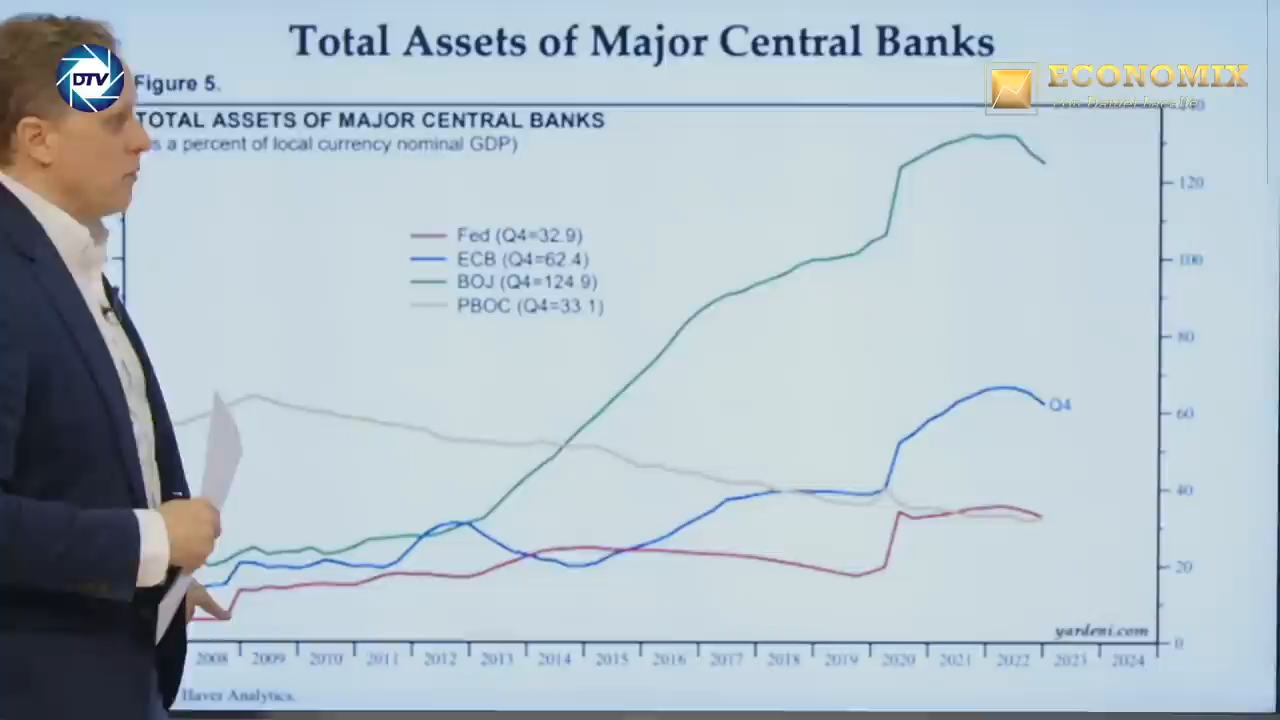 Total Assets of Major Central Banks
DTV
Figure 5.
ECONOMIX
con Daniel Lacalle
TOTAL ASSETS OF MAJOR CENTRAL BANKS
s a percent of local currency nominal GDP)
120
Fed (Q4=32.9)
ECB (Q4=62.4)
100
BOJ (Q4=124.9)
PBOC (Q4=33.1)
80
Q4
60
40
20
yardeni.com
0
2008 2009 2010 2011 2012 2013 2014 2015 2016 2017 2018 2019 2020 2021 2022 2023 2024
Haver Analytics.